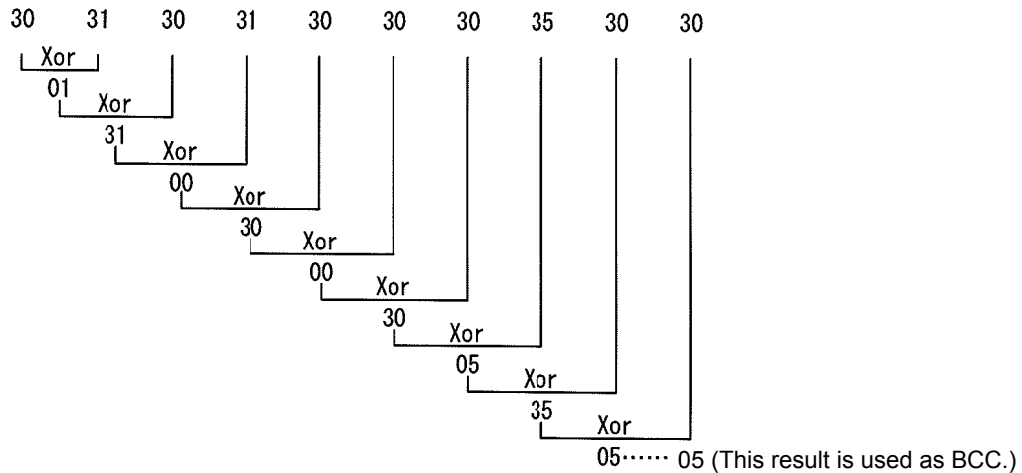 30 31 30 31 30 30 30 35 30 30
Xor
01
Xor
31
Xor
00
Xor
30
Xor
00
Xor
30
Xor
05
Xor
35
Xor
05······ 05 (This result is used as BCC.)